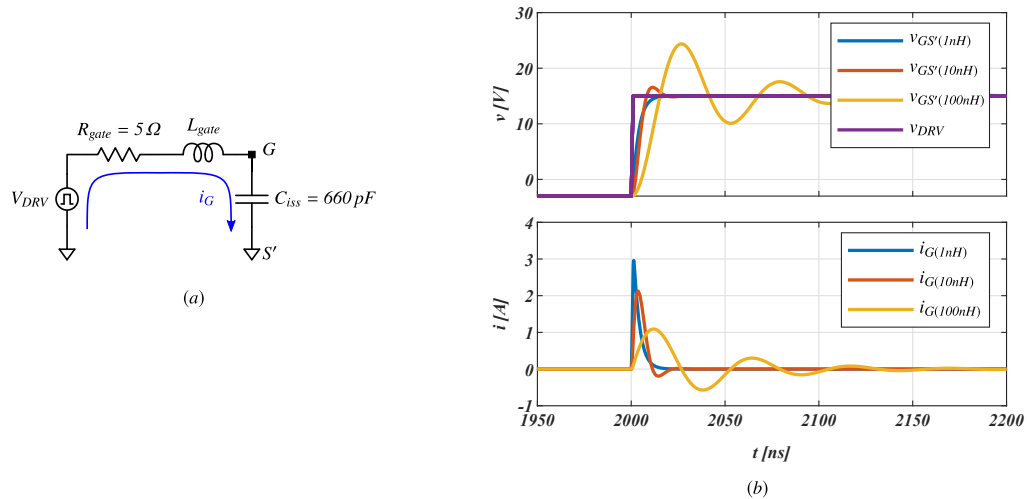 R_gate = 5 Ω
L_gate
G
V_DRV
i_G
C_iss = 660 pF
S′
(a)
30
20
10
0
v [V]
v_GS′(1nH)
v_GS′(10nH)
v_GS′(100nH)
v_DRV
4
3
2
1
0
-1
i [A]
i_G(1nH)
i_G(10nH)
i_G(100nH)
1950 2000 2050 2100 2150 2200
t [ns]
(b)